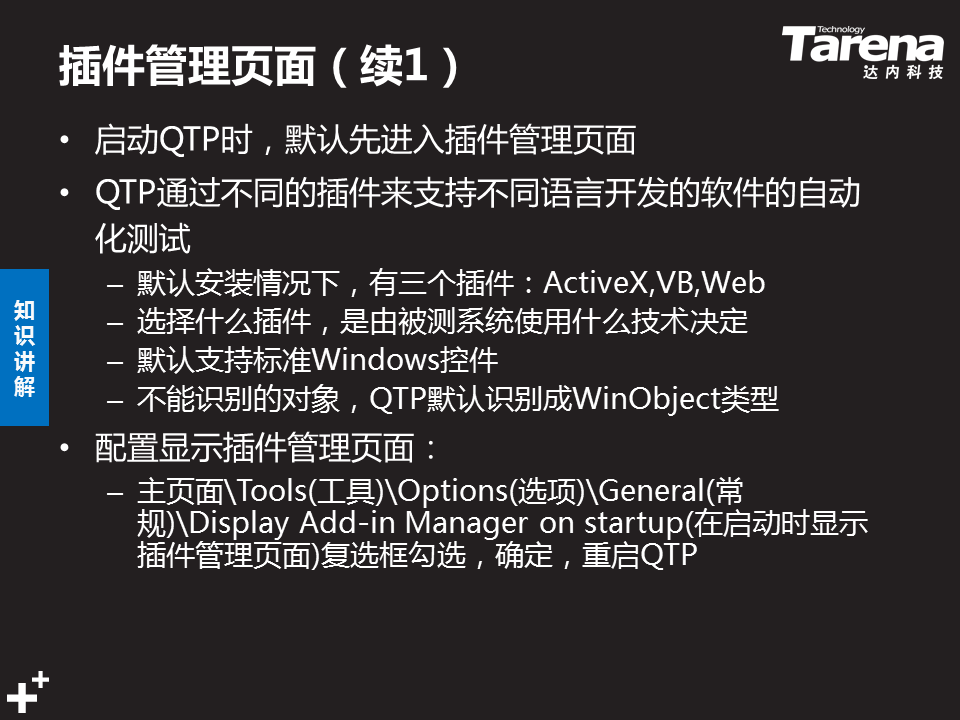 插件管理页面（续1）
Technology
Tarena
达内科技
• 启动QTP时，默认先进入插件管理页面
• QTP通过不同的插件来支持不同语言开发的软件的自动
化测试
– 默认安装情况下，有三个插件：ActiveX,VB,Web
– 选择什么插件，是由被测系统使用什么技术决定
– 默认支持标准Windows控件
– 不能识别的对象，QTP默认识别成WinObject类型
知
识
讲
解
• 配置显示插件管理页面：
– 主页面\Tools(工具)\Options(选项)\General(常
规)\Display Add-in Manager on startup(在启动时显示
插件管理页面)复选框勾选，确定，重启QTP